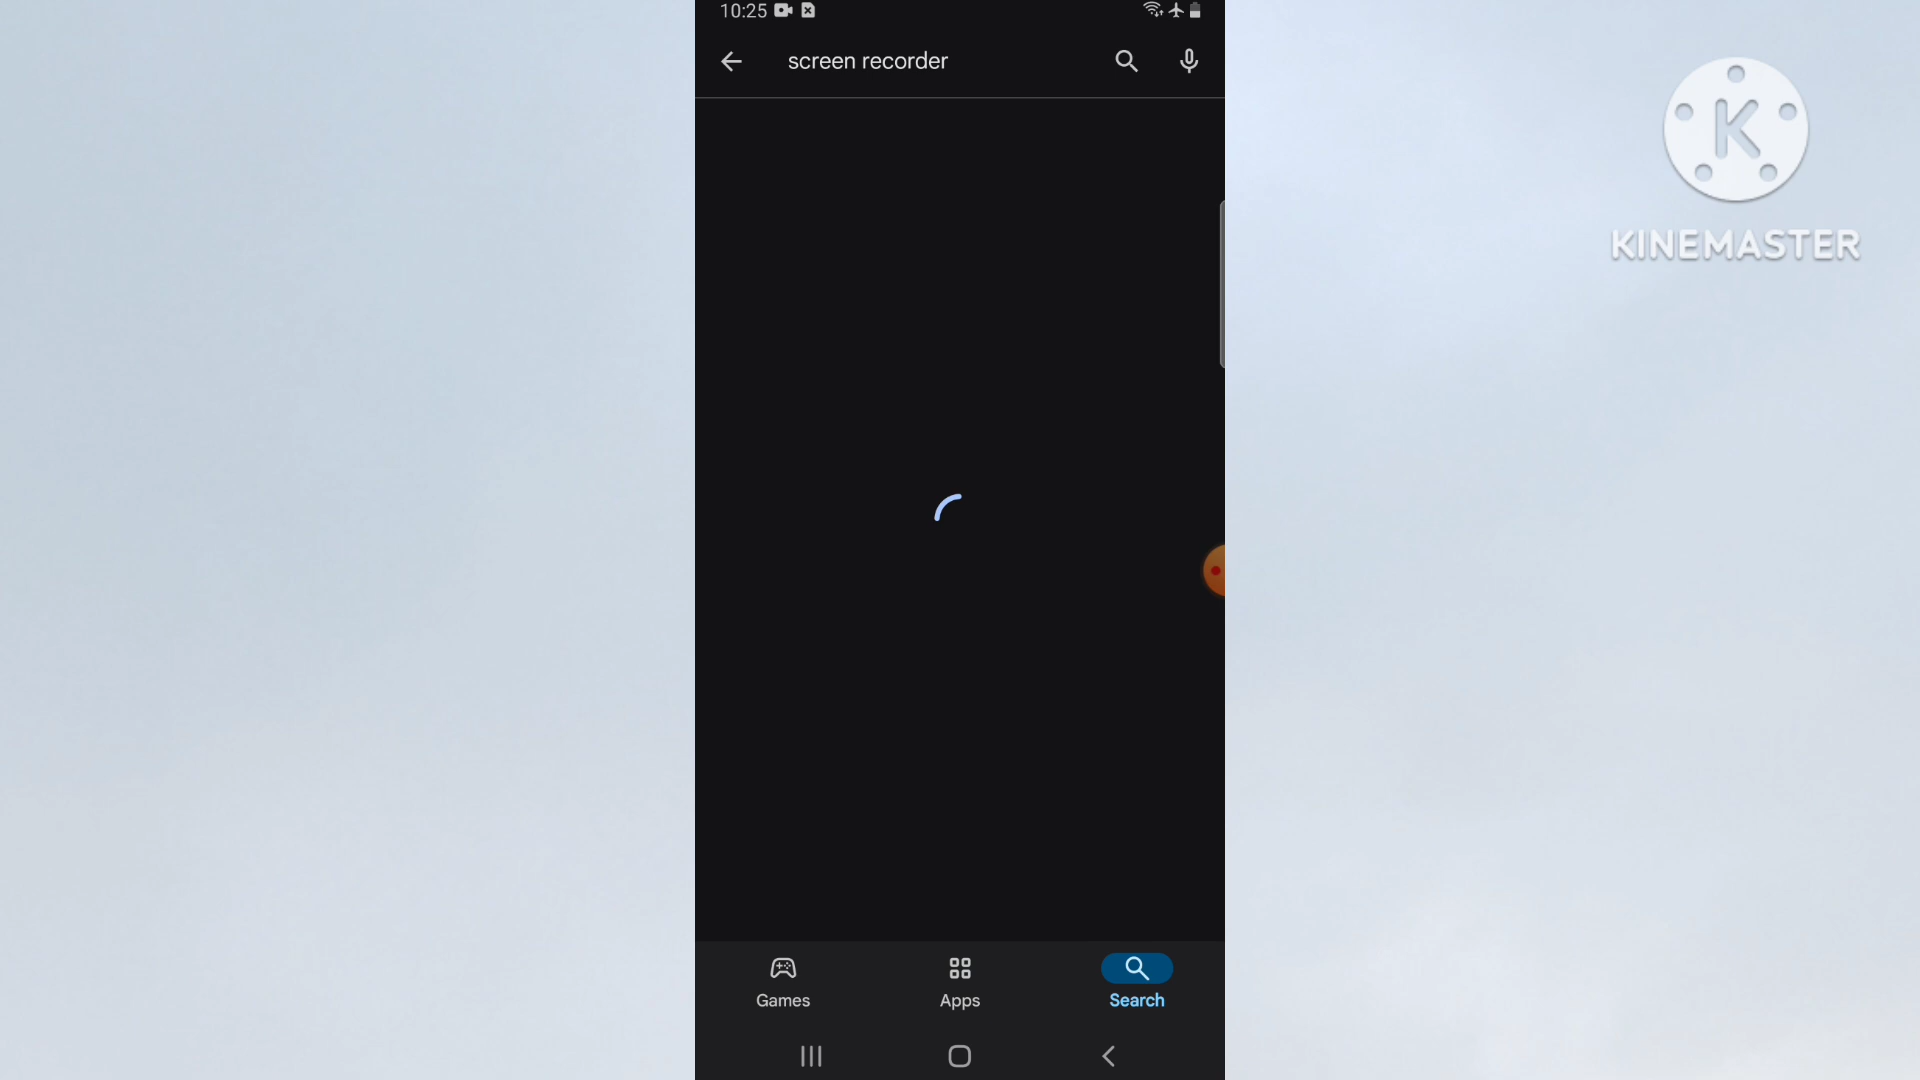 10:25
screen recorder
K
KINEMASTER
Games
Apps
Search